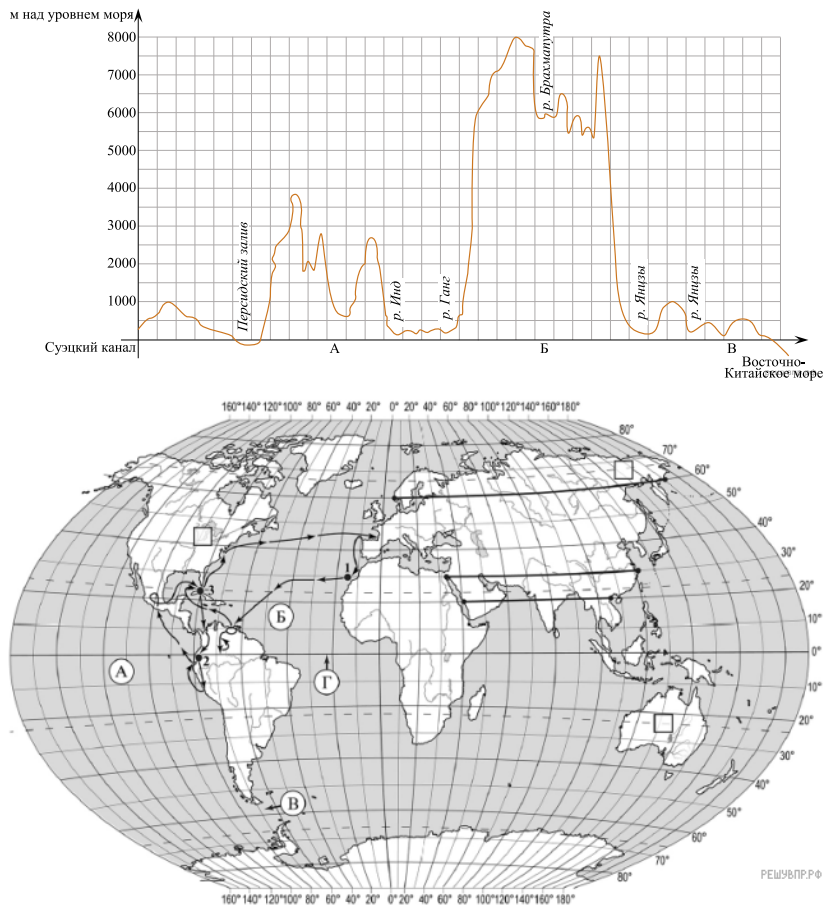 м над уровнем моря
8000
7000
6000
5000
4000
3000
2000
1000
Персидский залив
р. Инд
р. Ганг
р. Брахмапутра
р. Янцзы
р. Янцзы
Суэцкий канал
А
Б
В
Восточно-
Китайское море
160°140°120°100° 80° 60° 40° 20° 0° 20° 40° 60° 80° 100°120°140°160°180°
80°
70°
60°
50°
40°
30°
20°
10°
0°
10°
20°
30°
40°
50°
60°
70°
80°
1
3
Б
2
А
Г
1
В
160°140°120°100° 80° 60° 40° 20° 0°20° 40° 60° 80°100°120°140°160°180°
РЕШУВПР.РФ